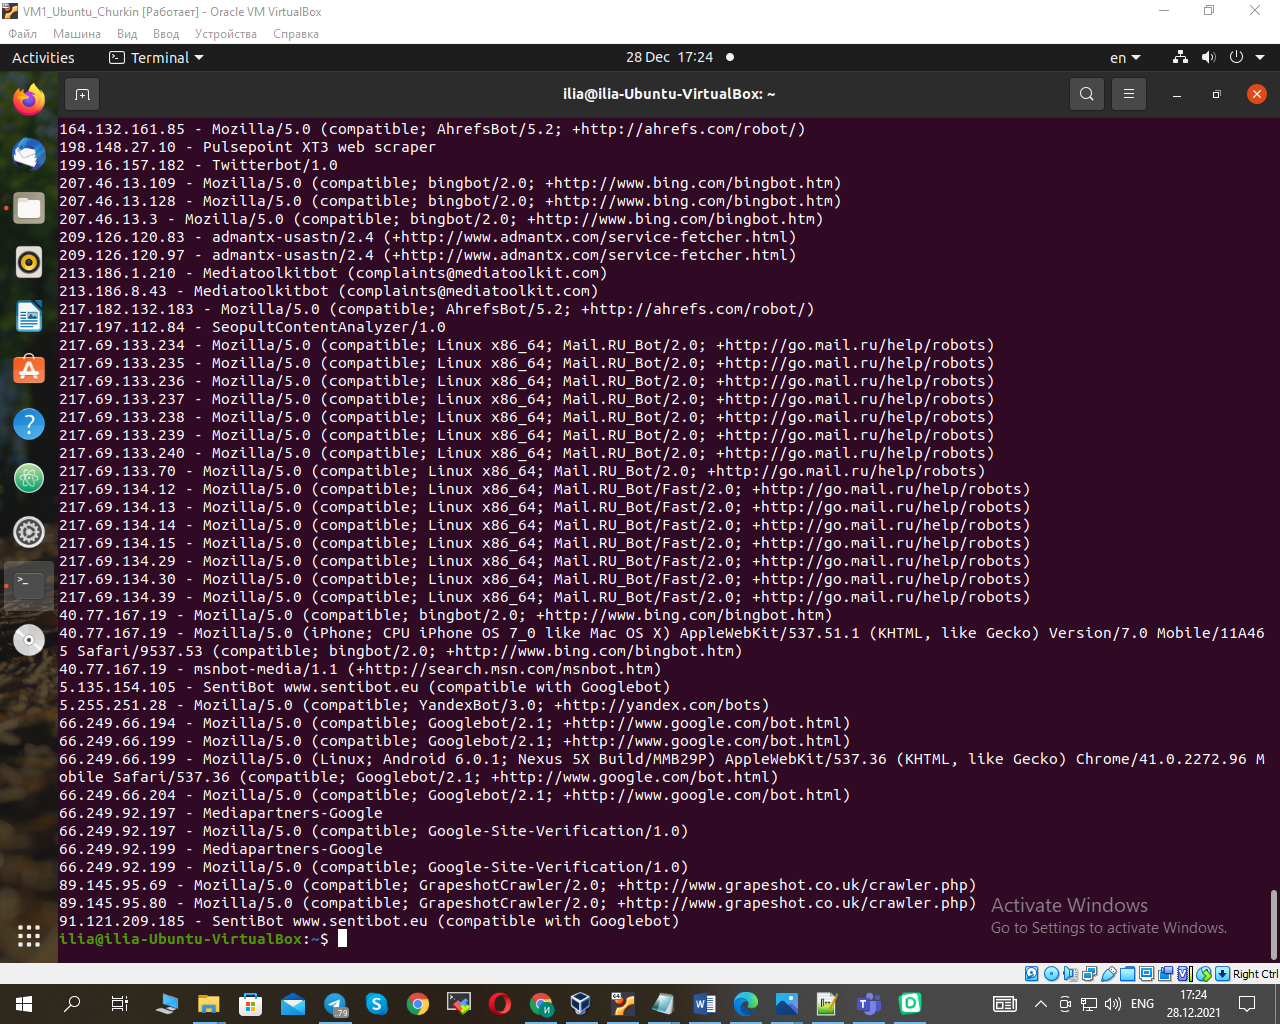 VM1_Ubuntu_Churkin [Работает] - Oracle VM VirtualBox
Файл Машина Вид Ввод Устройства Справка
Activities Terminal 28 Dec 17:24 en
ilia@ilia-Ubuntu-VirtualBox: ~
164.132.161.85 - Mozilla/5.0 (compatible; AhrefsBot/5.2; +http://ahrefs.com/robot/)
198.148.27.10 - Pulsepoint XT3 web scraper
199.16.157.182 - Twitterbot/1.0
207.46.13.109 - Mozilla/5.0 (compatible; bingbot/2.0; +http://www.bing.com/bingbot.htm)
207.46.13.128 - Mozilla/5.0 (compatible; bingbot/2.0; +http://www.bing.com/bingbot.htm)
207.46.13.3 - Mozilla/5.0 (compatible; bingbot/2.0; +http://www.bing.com/bingbot.htm)
209.126.120.83 - admantx-usastn/2.4 (+http://www.admantx.com/service-fetcher.html)
209.126.120.97 - admantx-usastn/2.4 (+http://www.admantx.com/service-fetcher.html)
213.186.1.210 - Mediatoolkitbot (complaints@mediatoolkit.com)
213.186.8.43 - Mediatoolkitbot (complaints@mediatoolkit.com)
217.182.132.183 - Mozilla/5.0 (compatible; AhrefsBot/5.2; +http://ahrefs.com/robot/)
217.197.112.84 - SeopultContentAnalyzer/1.0
217.69.133.234 - Mozilla/5.0 (compatible; Linux x86_64; Mail.RU_Bot/2.0; +http://go.mail.ru/help/robots)
217.69.133.235 - Mozilla/5.0 (compatible; Linux x86_64; Mail.RU_Bot/2.0; +http://go.mail.ru/help/robots)
217.69.133.236 - Mozilla/5.0 (compatible; Linux x86_64; Mail.RU_Bot/2.0; +http://go.mail.ru/help/robots)
217.69.133.237 - Mozilla/5.0 (compatible; Linux x86_64; Mail.RU_Bot/2.0; +http://go.mail.ru/help/robots)
217.69.133.238 - Mozilla/5.0 (compatible; Linux x86_64; Mail.RU_Bot/2.0; +http://go.mail.ru/help/robots)
217.69.133.239 - Mozilla/5.0 (compatible; Linux x86_64; Mail.RU_Bot/2.0; +http://go.mail.ru/help/robots)
217.69.133.240 - Mozilla/5.0 (compatible; Linux x86_64; Mail.RU_Bot/2.0; +http://go.mail.ru/help/robots)
217.69.133.70 - Mozilla/5.0 (compatible; Linux x86_64; Mail.RU_Bot/2.0; +http://go.mail.ru/help/robots)
217.69.134.12 - Mozilla/5.0 (compatible; Linux x86_64; Mail.RU_Bot/Fast/2.0; +http://go.mail.ru/help/robots)
217.69.134.13 - Mozilla/5.0 (compatible; Linux x86_64; Mail.RU_Bot/Fast/2.0; +http://go.mail.ru/help/robots)
217.69.134.14 - Mozilla/5.0 (compatible; Linux x86_64; Mail.RU_Bot/Fast/2.0; +http://go.mail.ru/help/robots)
217.69.134.15 - Mozilla/5.0 (compatible; Linux x86_64; Mail.RU_Bot/Fast/2.0; +http://go.mail.ru/help/robots)
217.69.134.29 - Mozilla/5.0 (compatible; Linux x86_64; Mail.RU_Bot/Fast/2.0; +http://go.mail.ru/help/robots)
217.69.134.30 - Mozilla/5.0 (compatible; Linux x86_64; Mail.RU_Bot/Fast/2.0; +http://go.mail.ru/help/robots)
217.69.134.39 - Mozilla/5.0 (compatible; Linux x86_64; Mail.RU_Bot/Fast/2.0; +http://go.mail.ru/help/robots)
40.77.167.19 - Mozilla/5.0 (compatible; bingbot/2.0; +http://www.bing.com/bingbot.htm)
40.77.167.19 - Mozilla/5.0 (iPhone; CPU iPhone OS 7_0 like Mac OS X) AppleWebKit/537.51.1 (KHTML, like Gecko) Version/7.0 Mobile/11A46
5 Safari/9537.53 (compatible; bingbot/2.0; +http://www.bing.com/bingbot.htm)
40.77.167.19 - msnbot-media/1.1 (+http://search.msn.com/msnbot.htm)
5.135.154.105 - SentiBot www.sentibot.eu (compatible with Googlebot)
5.255.251.28 - Mozilla/5.0 (compatible; YandexBot/3.0; +http://yandex.com/bots)
66.249.66.194 - Mozilla/5.0 (compatible; Googlebot/2.1; +http://www.google.com/bot.html)
66.249.66.199 - Mozilla/5.0 (compatible; Googlebot/2.1; +http://www.google.com/bot.html)
66.249.66.199 - Mozilla/5.0 (Linux; Android 6.0.1; Nexus 5X Build/MMB29P) AppleWebKit/537.36 (KHTML, like Gecko) Chrome/41.0.2272.96 M
obile Safari/537.36 (compatible; Googlebot/2.1; +http://www.google.com/bot.html)
66.249.66.204 - Mozilla/5.0 (compatible; Googlebot/2.1; +http://www.google.com/bot.html)
66.249.92.197 - Mediapartners-Google
66.249.92.197 - Mozilla/5.0 (compatible; Google-Site-Verification/1.0)
66.249.92.199 - Mediapartners-Google
66.249.92.199 - Mozilla/5.0 (compatible; Google-Site-Verification/1.0)
89.145.95.69 - Mozilla/5.0 (compatible; GrapeshotCrawler/2.0; +http://www.grapeshot.co.uk/crawler.php)
89.145.95.80 - Mozilla/5.0 (compatible; GrapeshotCrawler/2.0; +http://www.grapeshot.co.uk/crawler.php)
91.121.209.185 - SentiBot www.sentibot.eu (compatible with Googlebot)
ilia@ilia-Ubuntu-VirtualBox:~$
Activate Windows
Go to Settings to activate Windows.
Right Ctrl
.79
ENG
17:24
28.12.2021